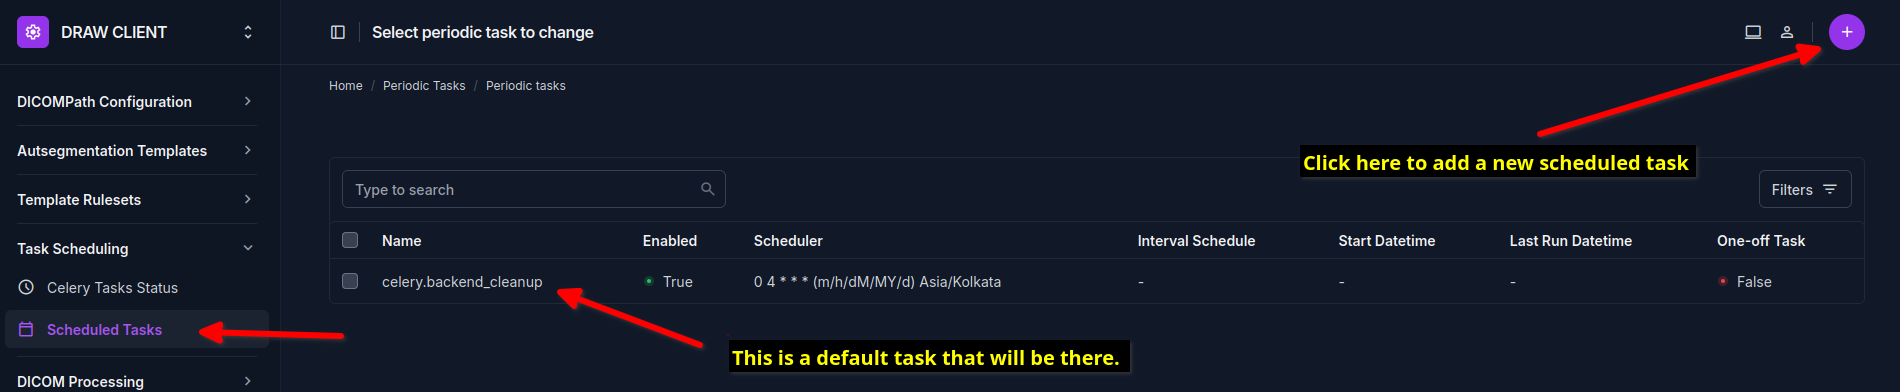 DRAW CLIENT
Select periodic task to change
Home / Periodic Tasks / Periodic tasks
DICOMPath Configuration
Autsegmentation Templates
Template Rulesets
Task Scheduling
Celery Tasks Status
Scheduled Tasks
DICOM Processing
Click here to add a new scheduled task
Type to search
Filters
Name Enabled Scheduler Interval Schedule Start Datetime Last Run Datetime One-off Task
celery.backend_cleanup True 0 4 * * * (m/h/dM/MY/d) Asia/Kolkata - - - False
This is a default task that will be there.